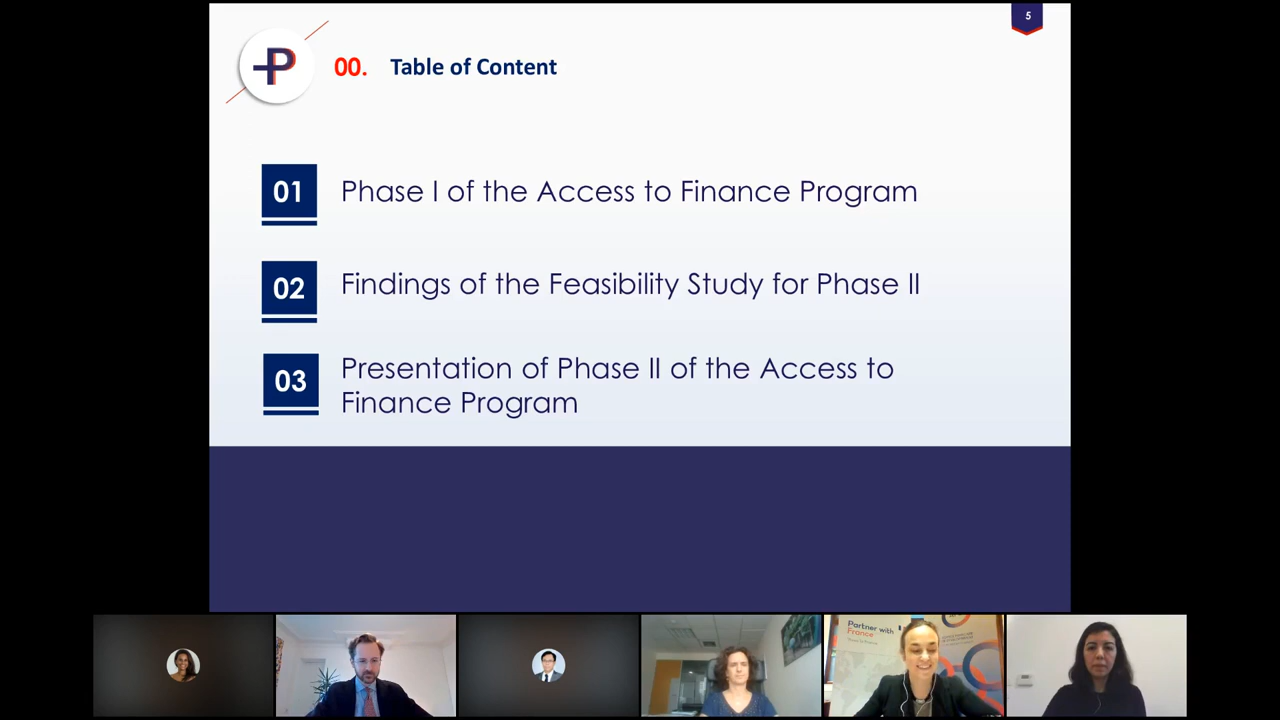 5
P
00. Table of Content
01 Phase I of the Access to Finance Program
02 Findings of the Feasibility Study for Phase II
03 Presentation of Phase II of the Access to
Finance Program
Partner with
France